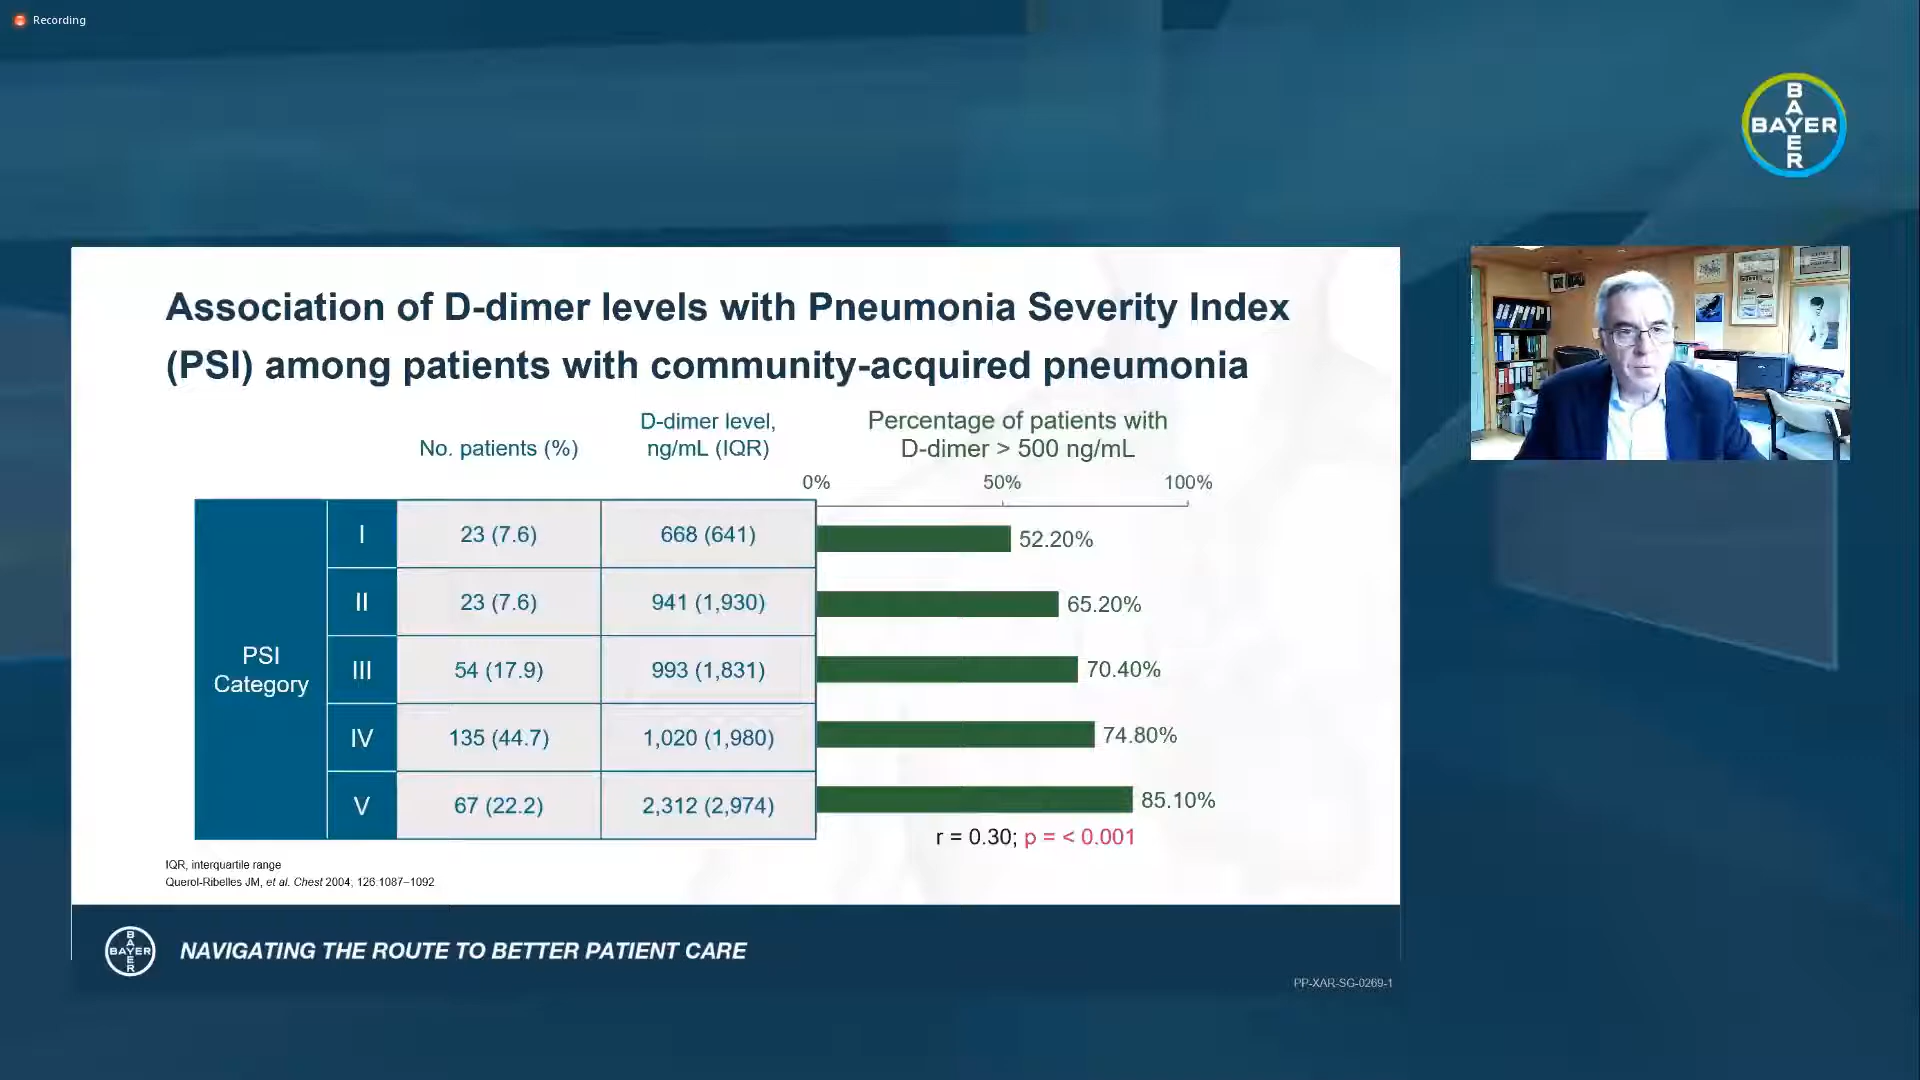 Recording
BAYER
BAYER
Association of D-dimer levels with Pneumonia Severity Index
(PSI) among patients with community-acquired pneumonia
No. patients (%)
D-dimer level,
ng/mL (IQR)
Percentage of patients with
D-dimer > 500 ng/mL
0% 50% 100%
PSI
Category
I 23 (7.6) 668 (641) 52.20%
II 23 (7.6) 941 (1,930) 65.20%
III 54 (17.9) 993 (1,831) 70.40%
IV 135 (44.7) 1,020 (1,980) 74.80%
V 67 (22.2) 2,312 (2,974) 85.10%
r = 0.30; p = < 0.001
IQR, interquartile range
Querol-Ribelles JM, et al. Chest 2004; 126:1087–1092
BAYER
BAYER
NAVIGATING THE ROUTE TO BETTER PATIENT CARE
PP-XAR-SG-0269-1